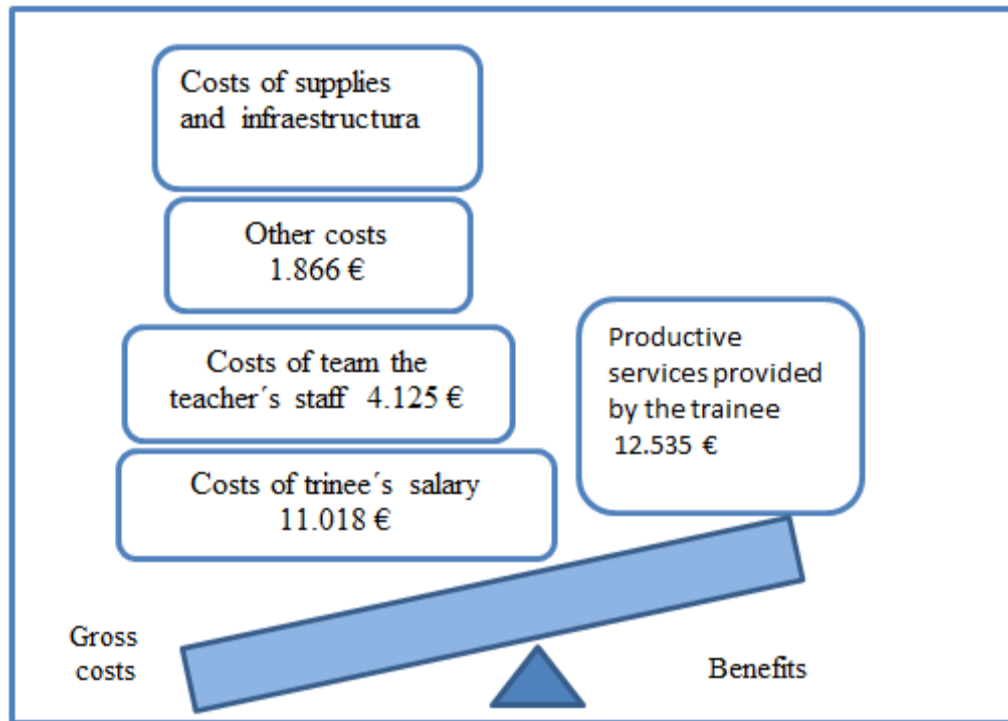 Costs of supplies
and infraestructura
Other costs
1.866 €
Costs of team the
teacher´s staff 4.125 €
Costs of trinee´s salary
11.018 €
Productive
services provided
by the trainee
12.535 €
Gross
costs
Benefits